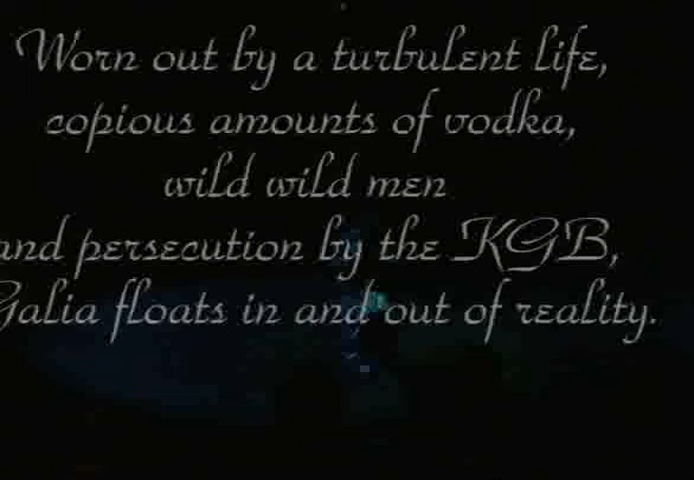 Worn out by a turbulent life,
copious amounts of vodka,
wild wild men
and persecution by the KGB,
Galia floats in and out of reality.